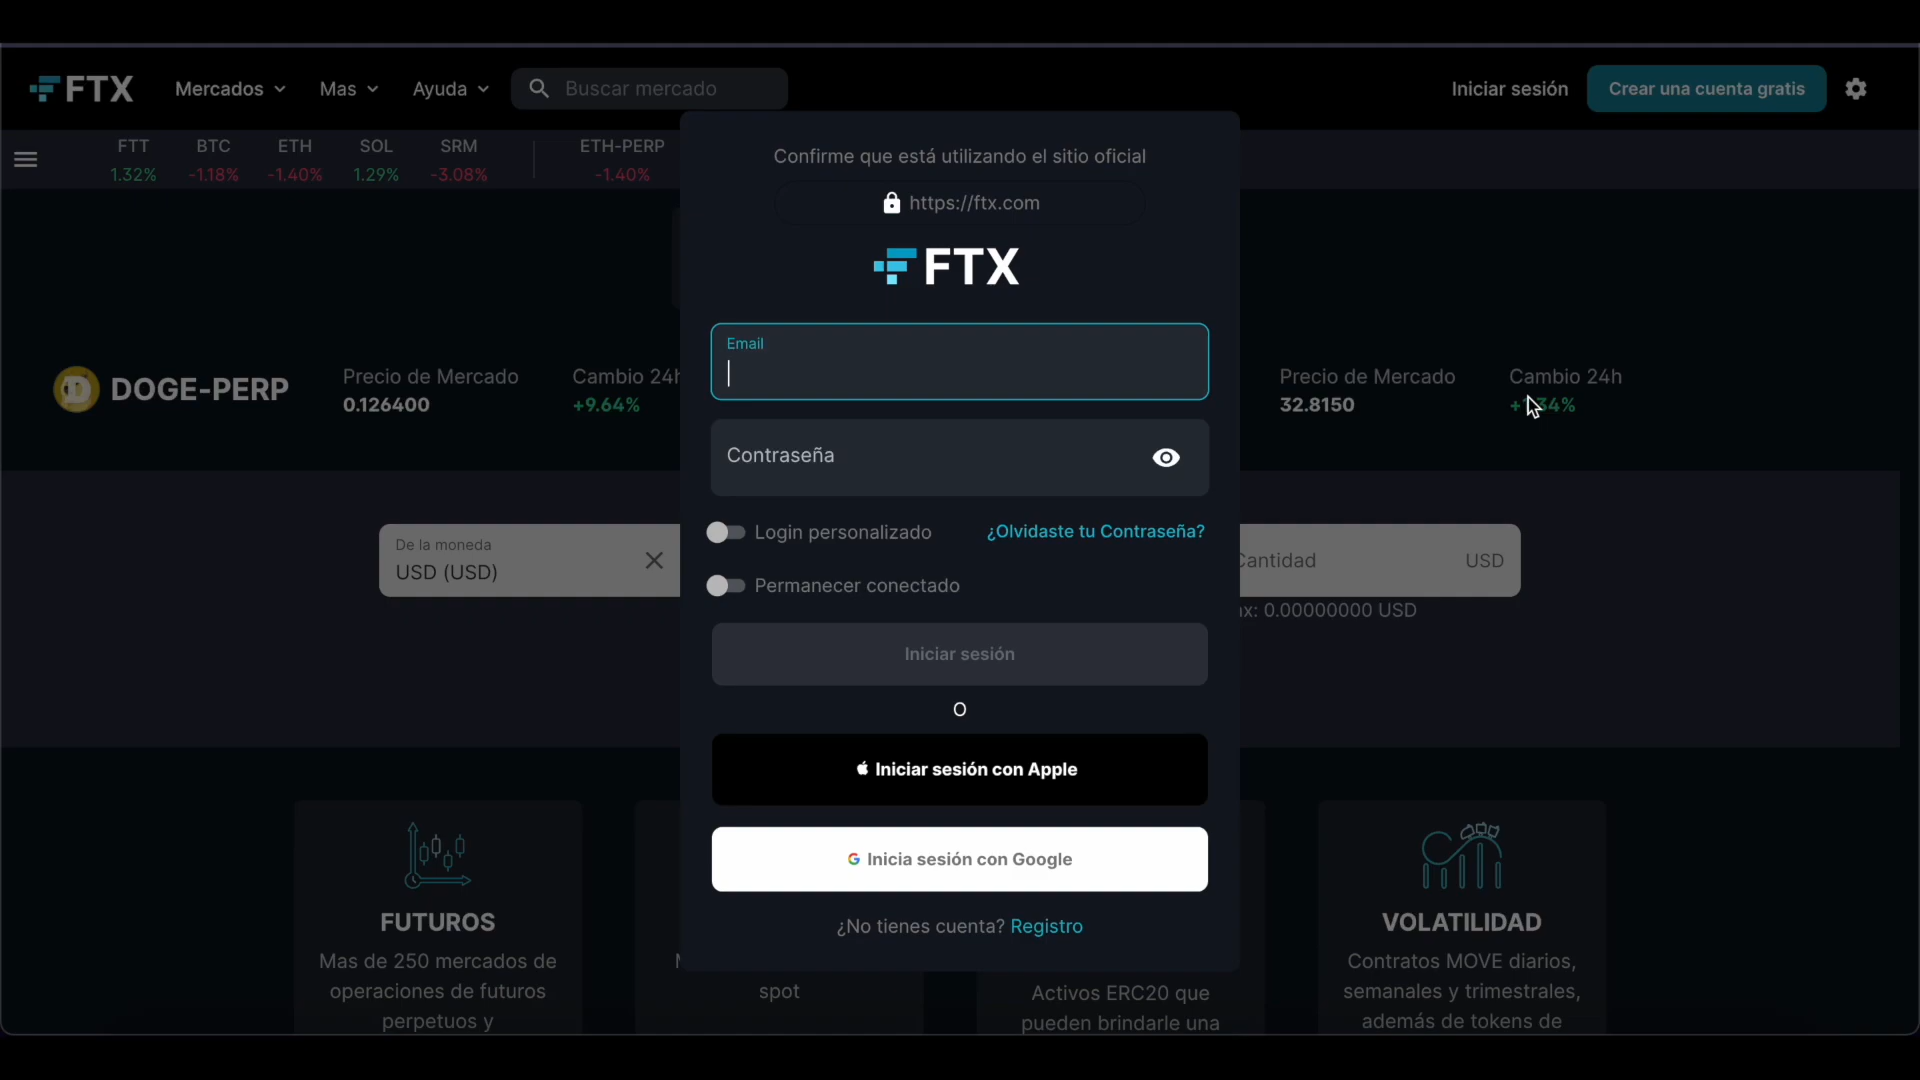 FTX
Mercados
Mas
Ayuda
Buscar mercado
Iniciar sesión
Crear una cuenta gratis
FTT BTC ETH SOL SRM ETH-PERP
1.32% -1.18% -1.40% 1.29% -3.08% -1.40%
Confirme que está utilizando el sitio oficial
https://ftx.com
FTX
Email
Contraseña
Login personalizado
¿Olvidaste tu Contraseña?
Permanecer conectado
Iniciar sesión
O
Iniciar sesión con Apple
G Inicia sesión con Google
¿No tienes cuenta? Registro
DOGE-PERP
Precio de Mercado
0.126400
Cambio 24h
+9.64%
Precio de Mercado
32.8150
Cambio 24h
De la moneda
USD (USD)
Cantidad
USD
0.00000000 USD
FUTUROS
Mas de 250 mercados de
operaciones de futuros
perpetuos y
spot
Activos ERC20 que
pueden brindarle una
VOLATILIDAD
Contratos MOVE diarios,
semanales y trimestrales,
además de tokens de